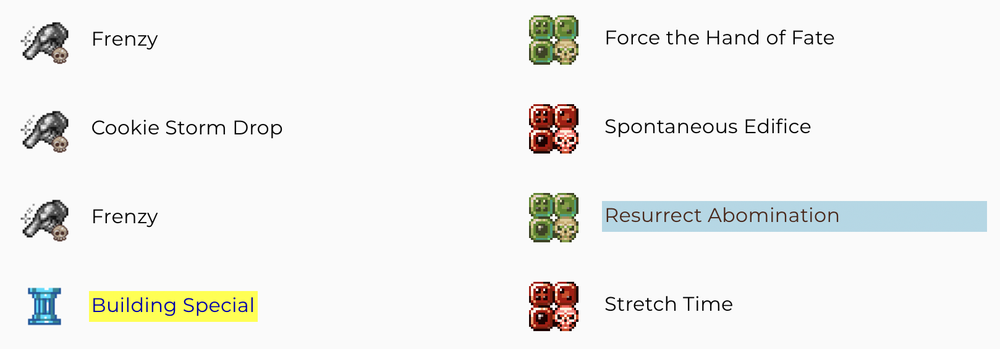 Frenzy
Force the Hand of Fate
Cookie Storm Drop
Spontaneous Edifice
Frenzy
Resurrect Abomination
Building Special
Stretch Time